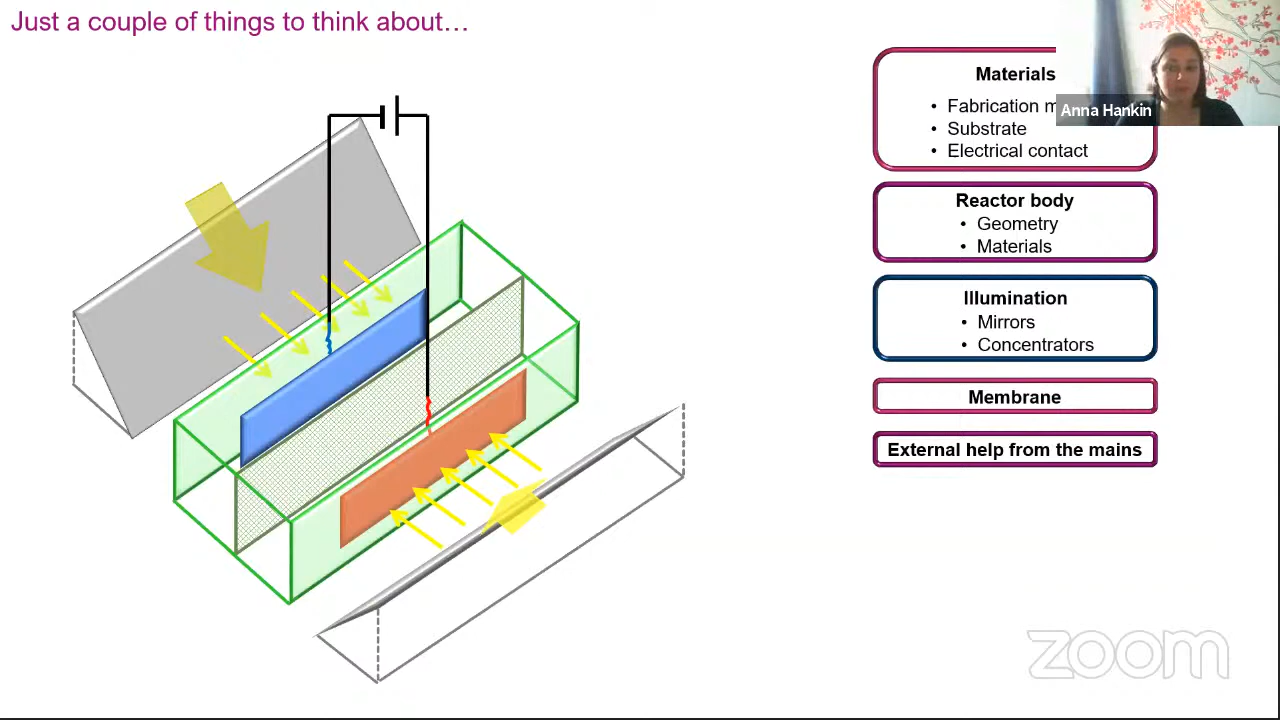 Just a couple of things to think about…
Materials
• Fabrication
• Substrate
• Electrical contact
Anna Hankin
Reactor body
• Geometry
• Materials
Illumination
• Mirrors
• Concentrators
Membrane
External help from the mains
zoom